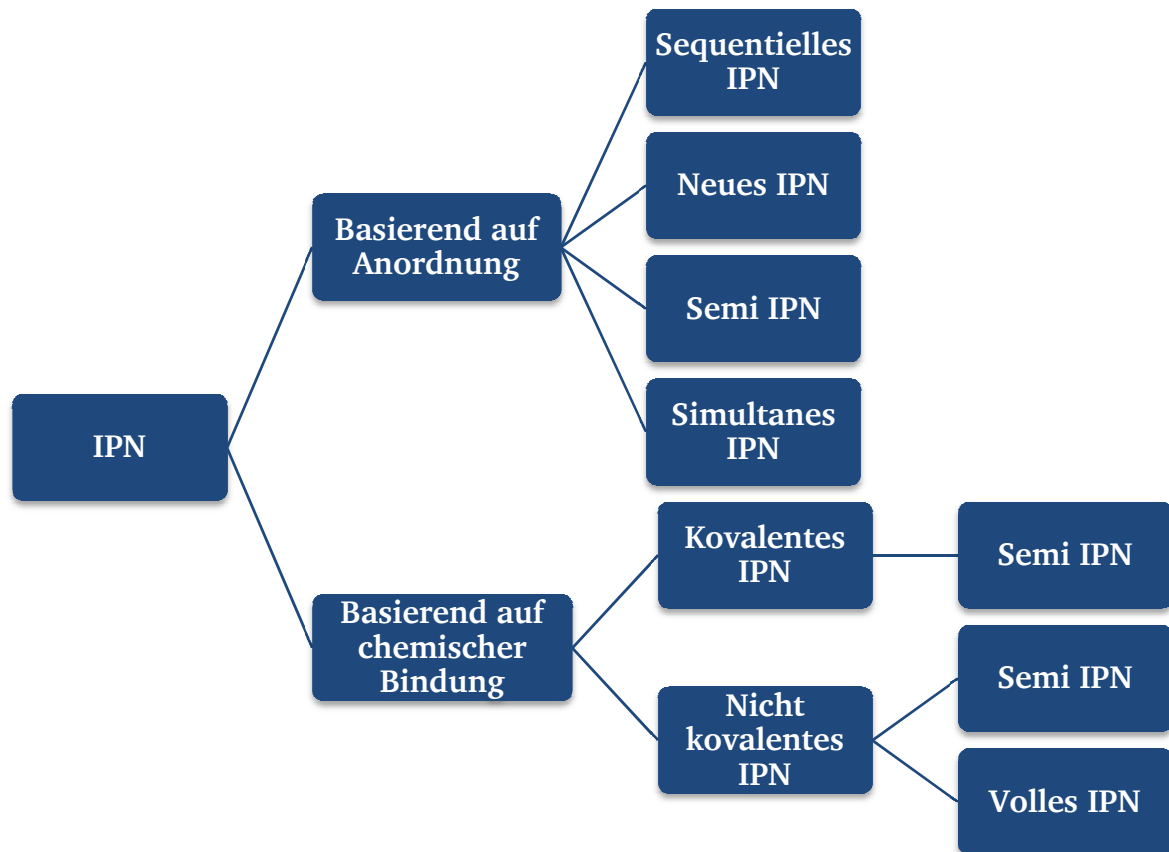 Sequentielles
IPN
Neues IPN
Basierend auf
Anordnung
Semi IPN
Simultanes
IPN
IPN
Kovalentes
IPN
Semi IPN
Basierend auf
chemischer
Bindung
Semi IPN
Nicht
kovalentes
IPN
Volles IPN